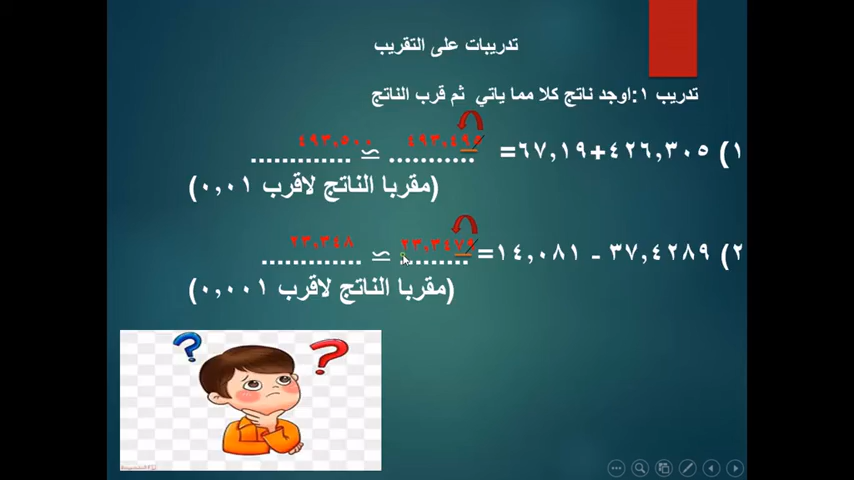 تدريبات على التقريب
تدريب ١:اوجد ناتج كلا مما ياتي ثم قرب الناتج
١) ٤٢٦,٣٠٥+٦٧,١٩= ٤٩٣,٤٩٥ ≃ ٤٩٣,٥٠٠
(مقربا الناتج لاقرب ٠,٠١)
٢) ٣٧,٤٢٨٩ - ١٤,٠٨١= ٢٣,٣٤٧٩ ≃ ٢٣,٣٤٨
(مقربا الناتج لاقرب ٠,٠٠١)